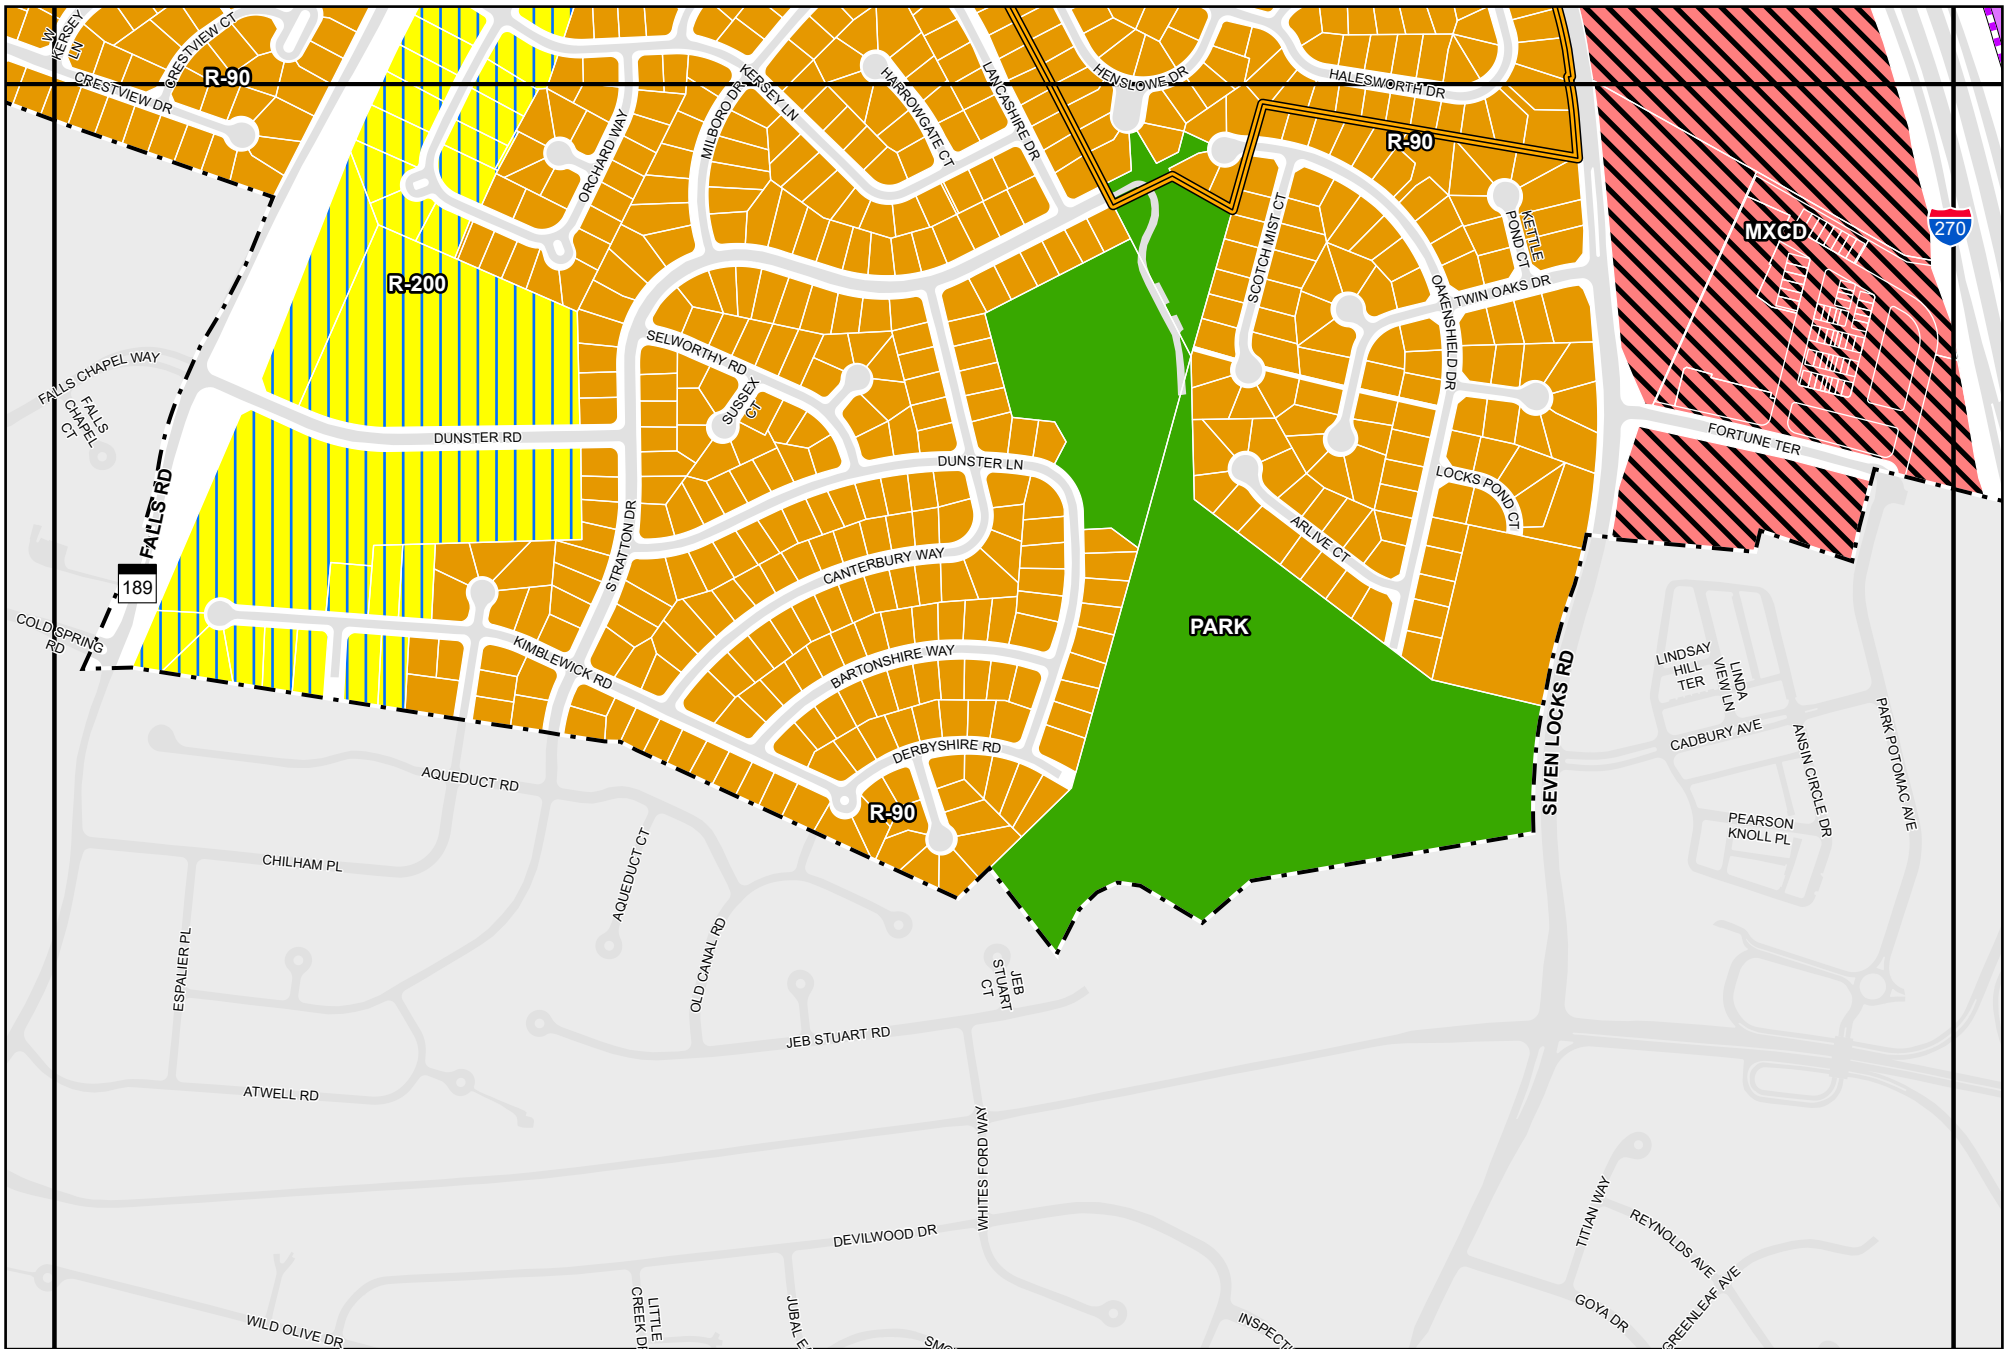 W
KERSEY
LN
CRESTVIEW CT
CRESTVIEW DR
R-90
ORCHARD WAY
MILBORO DR
KERSEY LN
HARROWGATE CT
LANCASHIRE DR
HENSLOWE DR
HALESWORTH DR
R-90
KETTLE
POND CT
SCOTCH MIST CT
OAKENSHIELD DR
TWIN OAKS DR
MXCD
270
R-200
FALLS CHAPEL WAY
FALLS
CHAPEL
CT
SELWORTHY RD
SUSSEX
CT
DUNSTER RD
DUNSTER LN
FORTUNE TER
LOCKS POND CT
ARLIVE CT
FALLS RD
189
STRATTON DR
CANTERBURY WAY
COLD SPRING
RD
KIMBLEWICK RD
BARTONSHIRE WAY
PARK
LINDSAY
HILL
TER
LINDA
VIEW LN
SEVEN LOCKS RD
CADBURY AVE
ANSIN CIRCLE DR
PARK POTOMAC AVE
DERBYSHIRE RD
AQUEDUCT RD
R-90
PEARSON
KNOLL PL
CHILHAM PL
AQUEDUCT CT
OLD CANAL RD
ESPALIER PL
JEB
STUART
CT
JEB STUART RD
ATWELL RD
WHITES FORD WAY
DEVILWOOD DR
TITIAN WAY
REYNOLDS AVE
GREENLEAF AVE
GOYA DR
WILD OLIVE DR
LITTLE
CREEK DR
JUBAL EA
SMO
INSPECTI